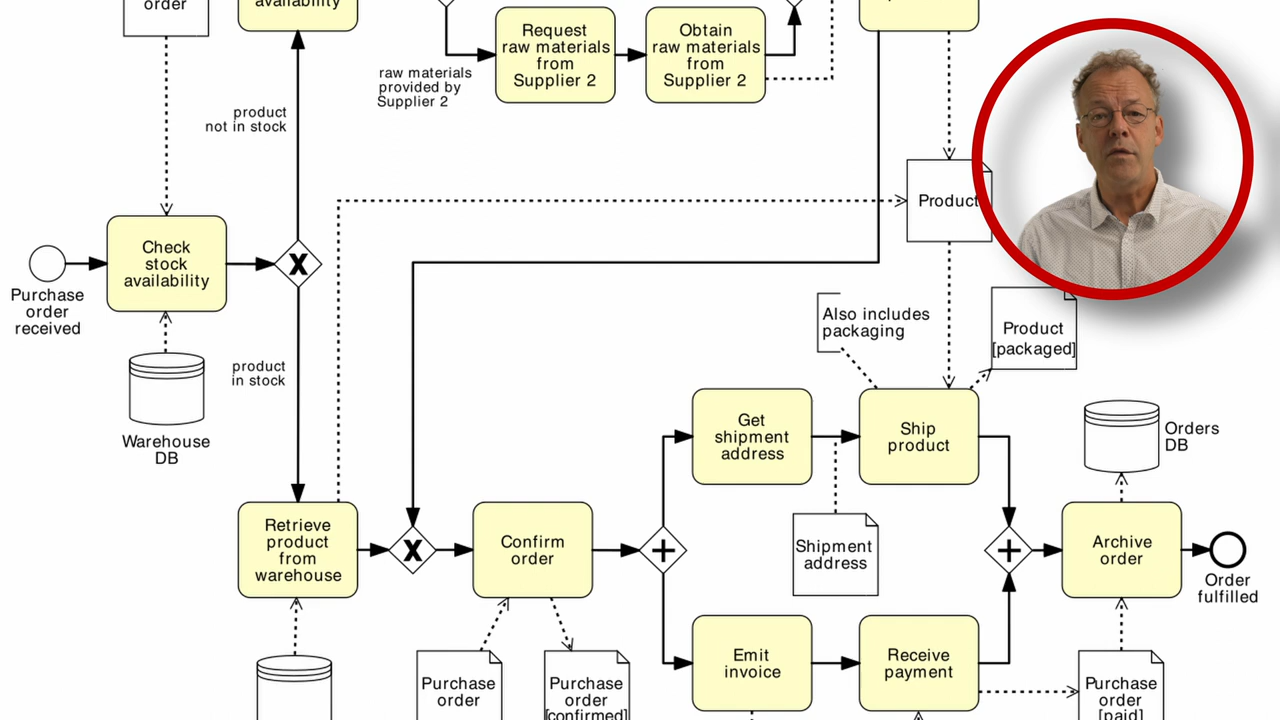 order
availability
Request
raw materials
from
Supplier 2
Obtain
raw materials
from
Supplier 2
raw materials
provided by
Supplier 2
product
not in stock
Product
Check
stock
availability
X
Purchase
order
received
Also includes
packaging
Product
[packaged]
product
in stock
Warehouse
DB
Get
shipment
address
Ship
product
Orders
DB
Retrieve
product
from
warehouse
X
Confirm
order
+
Shipment
address
+
Archive
order
Order
fulfilled
Emit
invoice
Receive
payment
Purchase
order
Purchase
order
[confirmed]
Purchase
order
[paid]